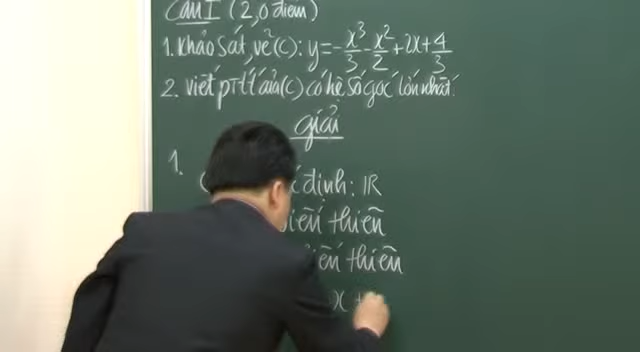 Câu I (2,0 điểm)
1. Khảo sát, vẽ (C): y = -x³/3 - x²/2 + 2x + 4/3
2. Viết pttt của (C) có hệ số góc lớn nhất.
Giải
1.
định: R
biến thiên
biến thiên
x +